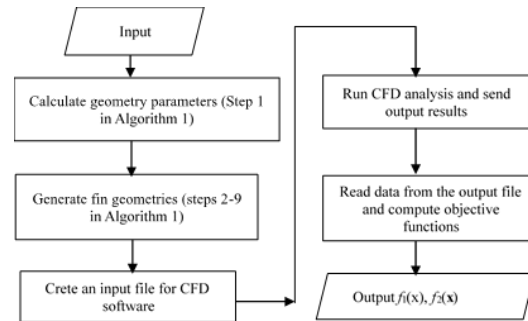 Input
Calculate geometry parameters (Step 1
in Algorithm 1)
Generate fin geometrics (steps 2-9
in Algorithm 1)
Crete an input file for CFD
software
Run CFD analysis and send
output results
Read data from the output file
and compute objective
functions
Output f₁(x), f₂(x)